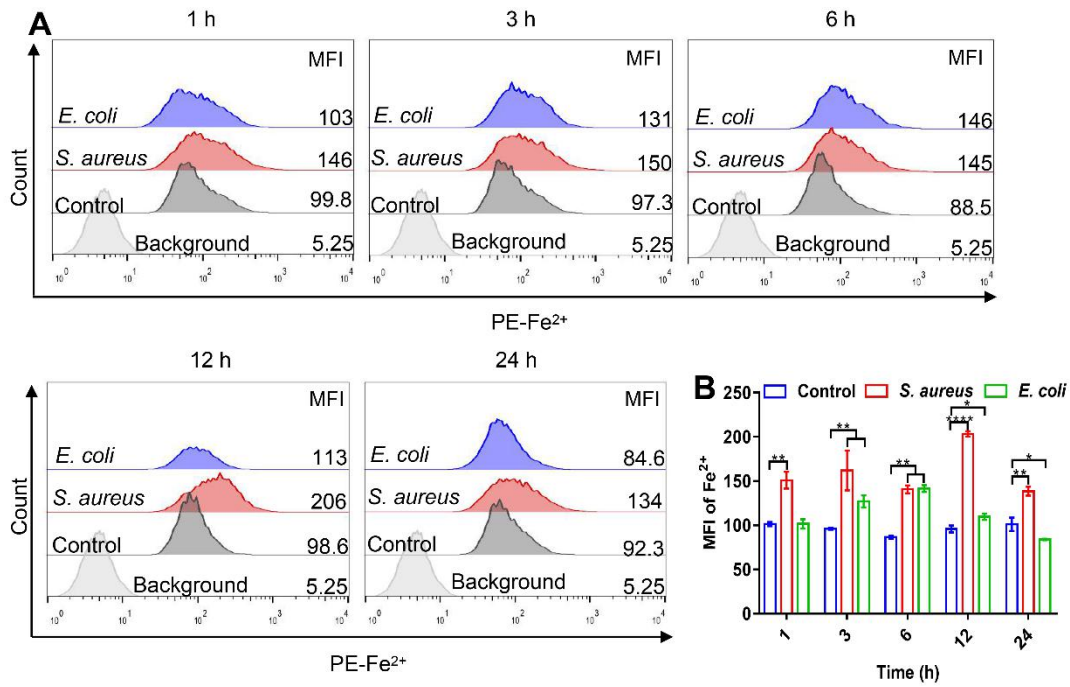 A
1 h
3 h
6 h
MFI
E. coli
103
S. aureus
146
Control
99.8
Background
5.25
10⁰ 10¹ 10² 10³ 10⁴
MFI
E. coli
131
S. aureus
150
Control
97.3
Background
5.25
10⁰ 10¹ 10² 10³ 10⁴
MFI
E. coli
146
S. aureus
145
Control
88.5
Background
5.25
10⁰ 10¹ 10² 10³ 10⁴
Count
PE-Fe²⁺
12 h
24 h
MFI
E. coli
113
S. aureus
206
Control
98.6
Background
5.25
10⁰ 10¹ 10² 10³ 10⁴
MFI
E. coli
84.6
S. aureus
134
Control
92.3
Background
5.25
10⁰ 10¹ 10² 10³ 10⁴
Count
PE-Fe²⁺
B
Control S. aureus E. coli
MFI of Fe²⁺
250
200
150
100
50
0
**
**
**
*
****
*
**
1 3 6 12 24
Time (h)